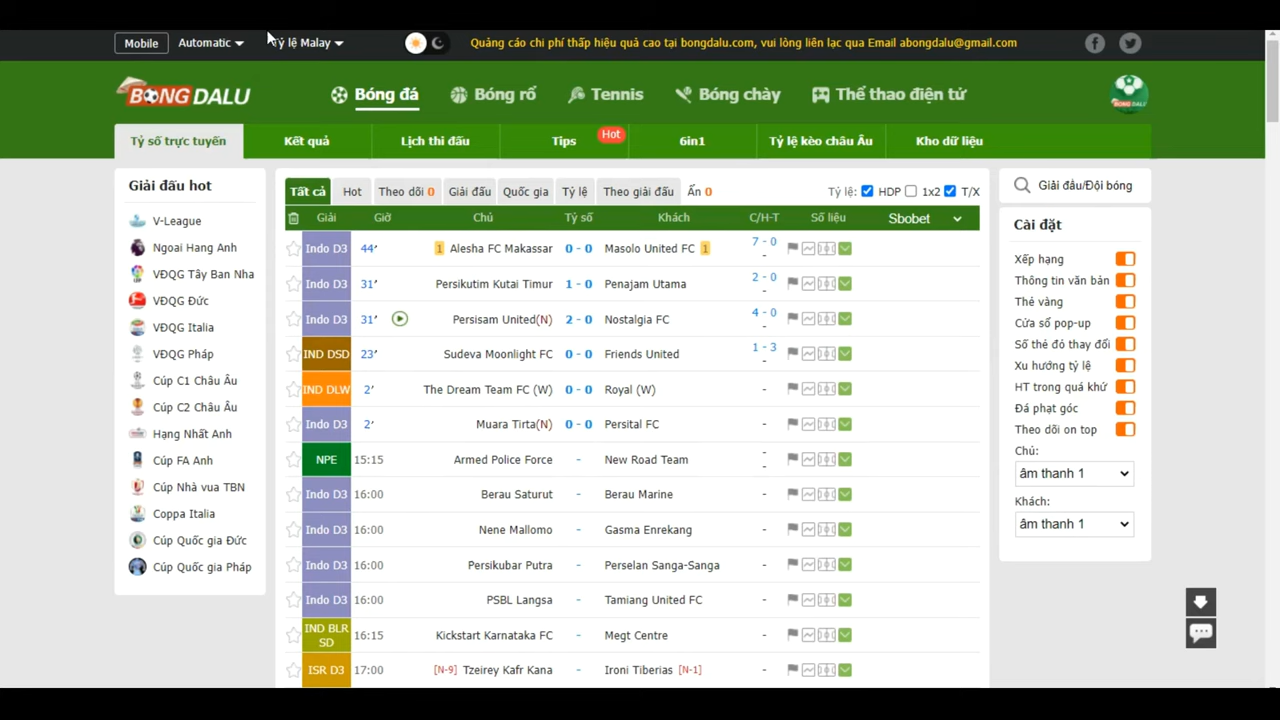 Mobile Automatic Tỷ lệ Malay Quảng cáo chi phí thấp hiệu quả cao tại bongdalu.com, vui lòng liên lạc qua Email abongdalu@gmail.com
BONG DALU Bóng đá Bóng rổ Tennis Bóng chày Thể thao điện tử BONG DALU
Tỷ số trực tuyến Kết quả Lịch thi đấu Tips Hot 6in1 Tỷ lệ kèo châu Âu Kho dữ liệu
Giải đấu hot
V-League
Ngoại Hạng Anh
VĐQG Tây Ban Nha
VĐQG Đức
VĐQG Italia
VĐQG Pháp
Cúp C1 Châu Âu
Cúp C2 Châu Âu
Hạng Nhất Anh
Cúp FA Anh
Cúp Nhà vua TBN
Coppa Italia
Cúp Quốc gia Đức
Cúp Quốc gia Pháp
Tất cả Hot Theo dõi 0 Giải đấu Quốc gia Tỷ lệ Theo giải đấu Ẩn 0 Tỷ lệ: HDP 1x2 T/X
Giải Giờ Chủ Tỷ số Khách C/H-T Số liệu Sbobet
Indo D3 44' 1 Alesha FC Makassar 0 - 0 Masolo United FC 1 7 - 0 -
Indo D3 31' Persikutim Kutai Timur 1 - 0 Penajam Utama 2 - 0 -
Indo D3 31' Persisam United(N) 2 - 0 Nostalgia FC 4 - 0 -
IND DSD 23' Sudeva Moonlight FC 0 - 0 Friends United 1 - 3 -
IND DLW 2' The Dream Team FC (W) 0 - 0 Royal (W) -
Indo D3 2' Muara Tirta(N) 0 - 0 Persital FC -
NPE 15:15 Armed Police Force - New Road Team - -
Indo D3 16:00 Berau Saturut - Berau Marine -
Indo D3 16:00 Nene Mallomo - Gasma Enrekang -
Indo D3 16:00 Persikubar Putra - Perselan Sanga-Sanga -
Indo D3 16:00 PSBL Langsa - Tamiang United FC -
IND BLR SD 16:15 Kickstart Karnataka FC - Megt Centre -
ISR D3 17:00 [N-9] Tzeirey Kafr Kana - Ironi Tiberias [N-1] -
Giải đấu/Đội bóng
Cài đặt
Xếp hạng
Thông tin văn bản
Thẻ vàng
Cửa sổ pop-up
Số thẻ đỏ thay đổi
Xu hướng tỷ lệ
HT trong quá khứ
Đá phạt góc
Theo dõi on top
Chủ:
âm thanh 1
Khách:
âm thanh 1